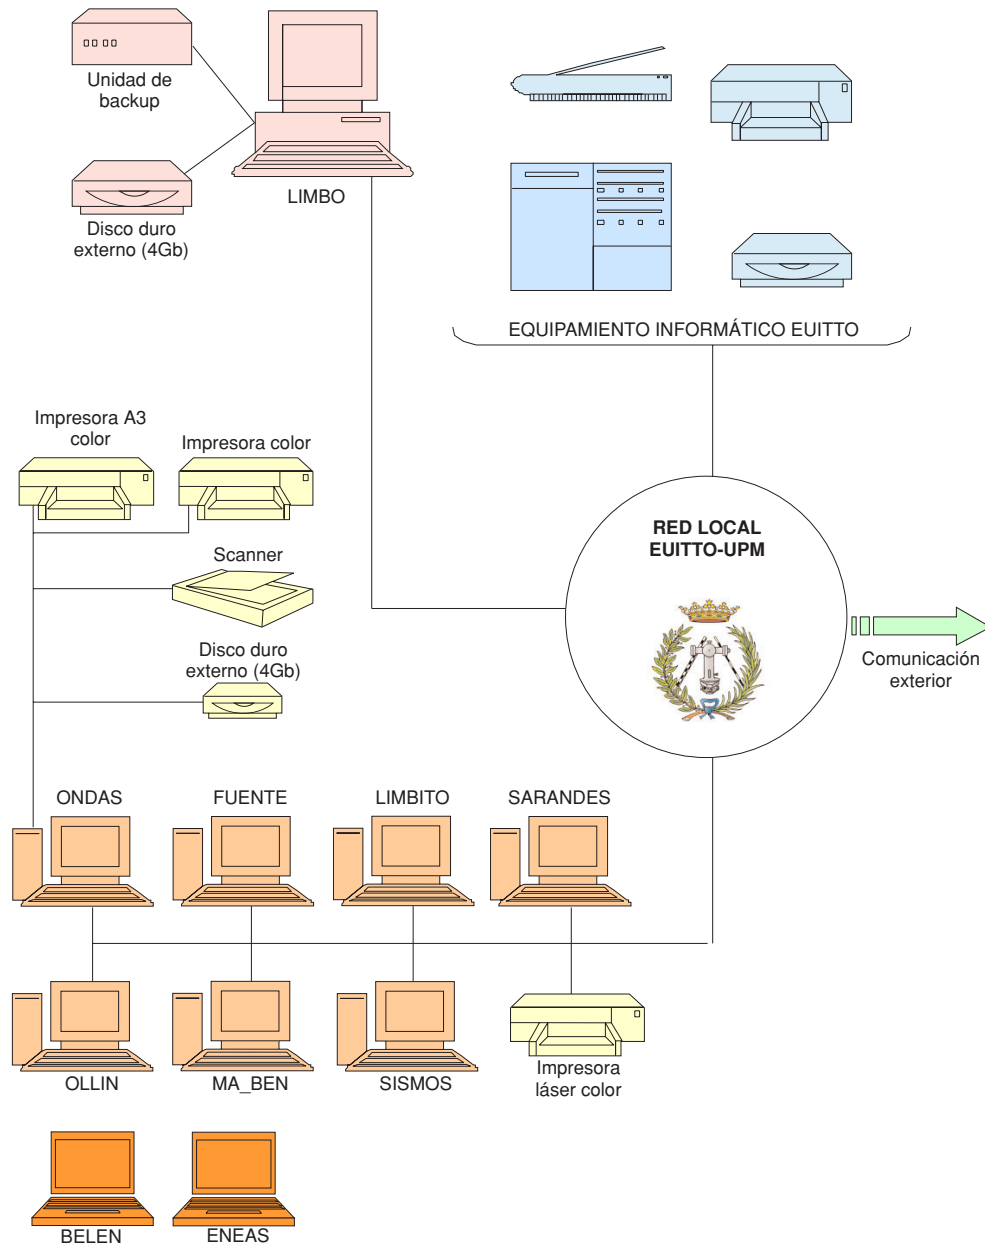 Unidad de
backup
LIMBO
Disco duro
externo (4Gb)
EQUIPAMIENTO INFORMÁTICO EUITTO
Impresora A3
color
Impresora color
Scanner
Disco duro
externo (4Gb)
RED LOCAL
EUITTO-UPM
Comunicación
exterior
ONDAS
FUENTE
LIMBITO
SARANDES
OLLIN
MA_BEN
SISMOS
Impresora
láser color
BELEN
ENEAS